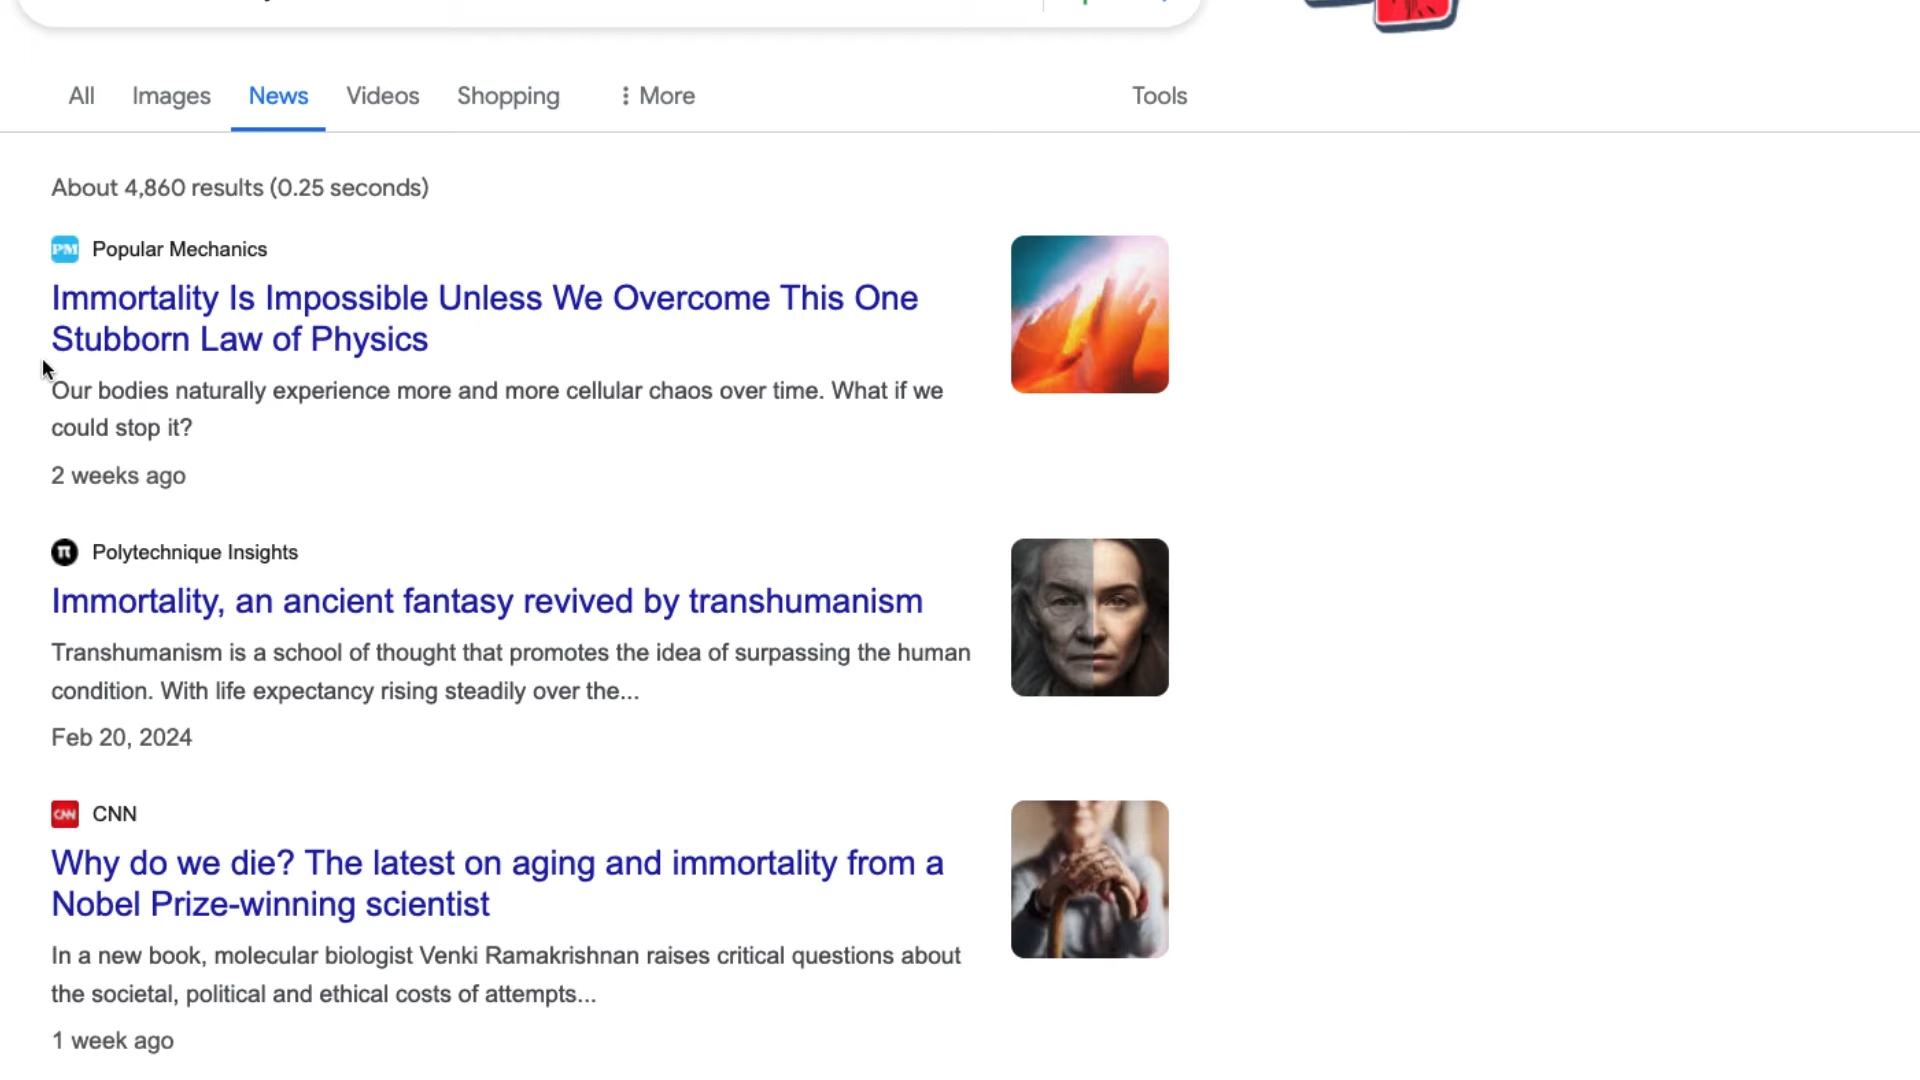 All Images News Videos Shopping More Tools
About 4,860 results (0.25 seconds)
PM Popular Mechanics
Immortality Is Impossible Unless We Overcome This One
Stubborn Law of Physics
Our bodies naturally experience more and more cellular chaos over time. What if we
could stop it?
2 weeks ago
π Polytechnique Insights
Immortality, an ancient fantasy revived by transhumanism
Transhumanism is a school of thought that promotes the idea of surpassing the human
condition. With life expectancy rising steadily over the...
Feb 20, 2024
CNN CNN
Why do we die? The latest on aging and immortality from a
Nobel Prize-winning scientist
In a new book, molecular biologist Venki Ramakrishnan raises critical questions about
the societal, political and ethical costs of attempts...
1 week ago